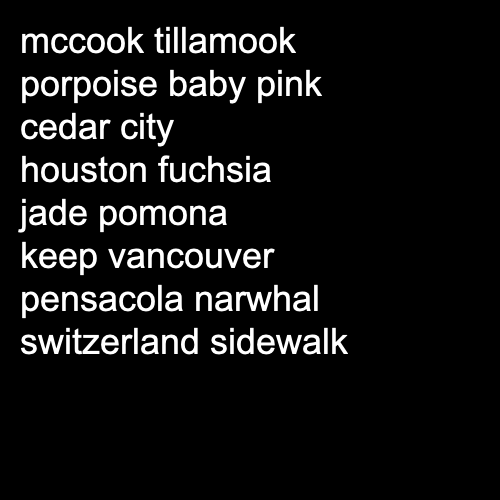 mccook tillamook
porpoise baby pink
cedar city
houston fuchsia
jade pomona
keep vancouver
pensacola narwhal
switzerland sidewalk